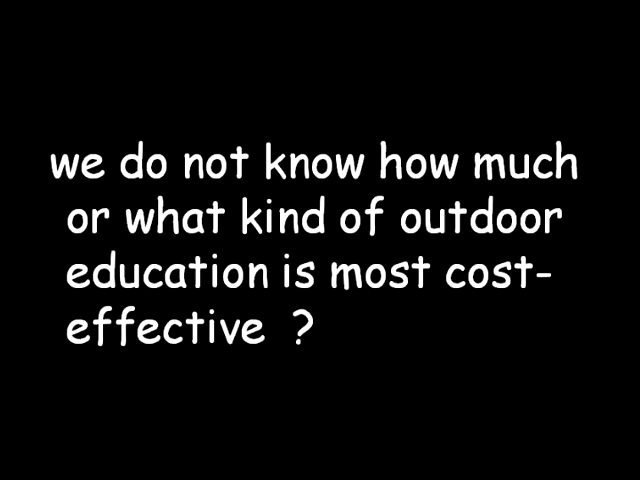 we do not know how much
or what kind of outdoor
education is most cost-
effective ?